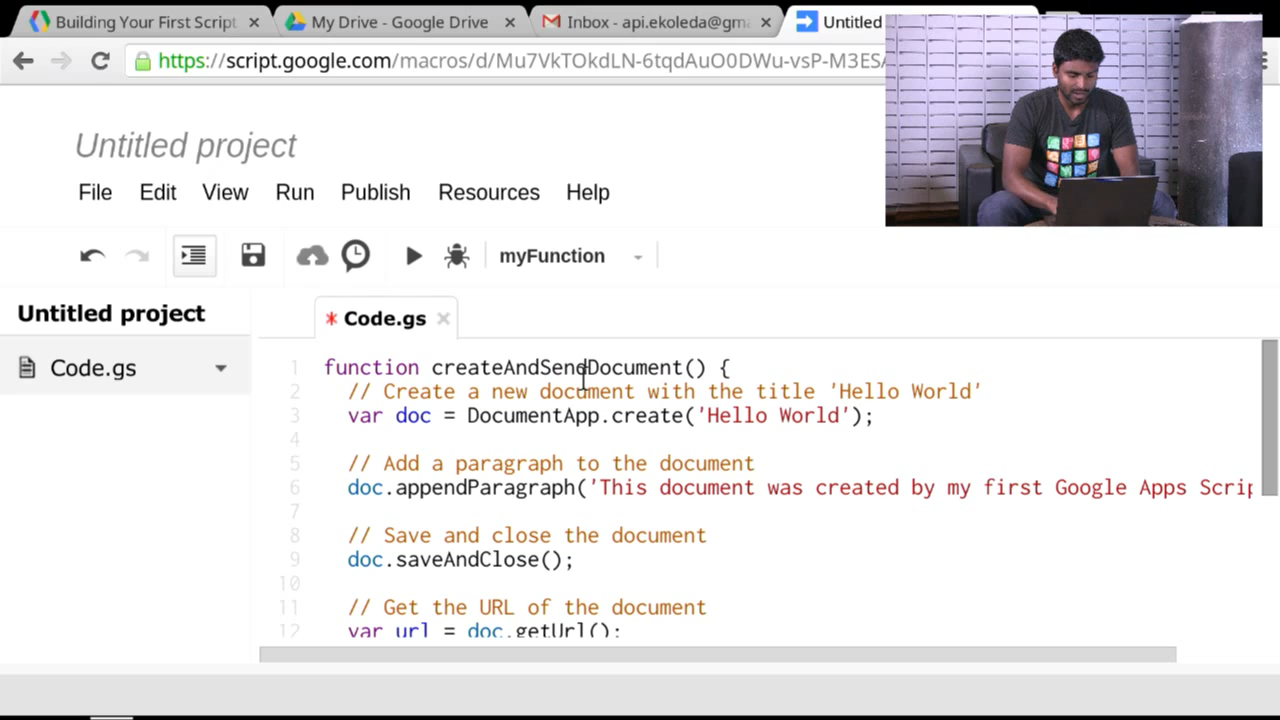 Building Your First Script
My Drive - Google Drive
Inbox - api.ekoleda@gma
Untitled
https://script.google.com/macros/d/Mu7VkTOkdLN-6tqdAuO0DWu-vsP-M3ESA
Untitled project
File Edit View Run Publish Resources Help
myFunction
Untitled project
Code.gs
* Code.gs
1 function createAndSendDocument() {
2 // Create a new document with the title 'Hello World'
3 var doc = DocumentApp.create('Hello World');
4
5 // Add a paragraph to the document
6 doc.appendParagraph('This document was created by my first Google Apps Scrip
7
8 // Save and close the document
9 doc.saveAndClose();
10
11 // Get the URL of the document
12 var url = doc.getUrl();